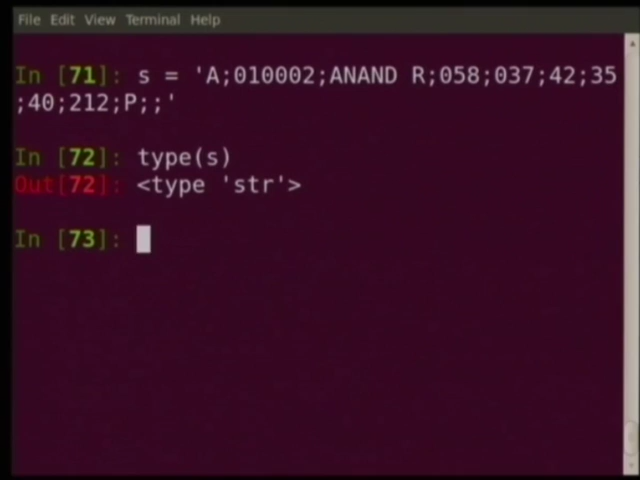 File Edit View Terminal Help
In [71]: s = 'A;010002;ANAND R;058;037;42;35
;40;212;P;;'
In [72]: type(s)
Out[72]: <type 'str'>
In [73]: